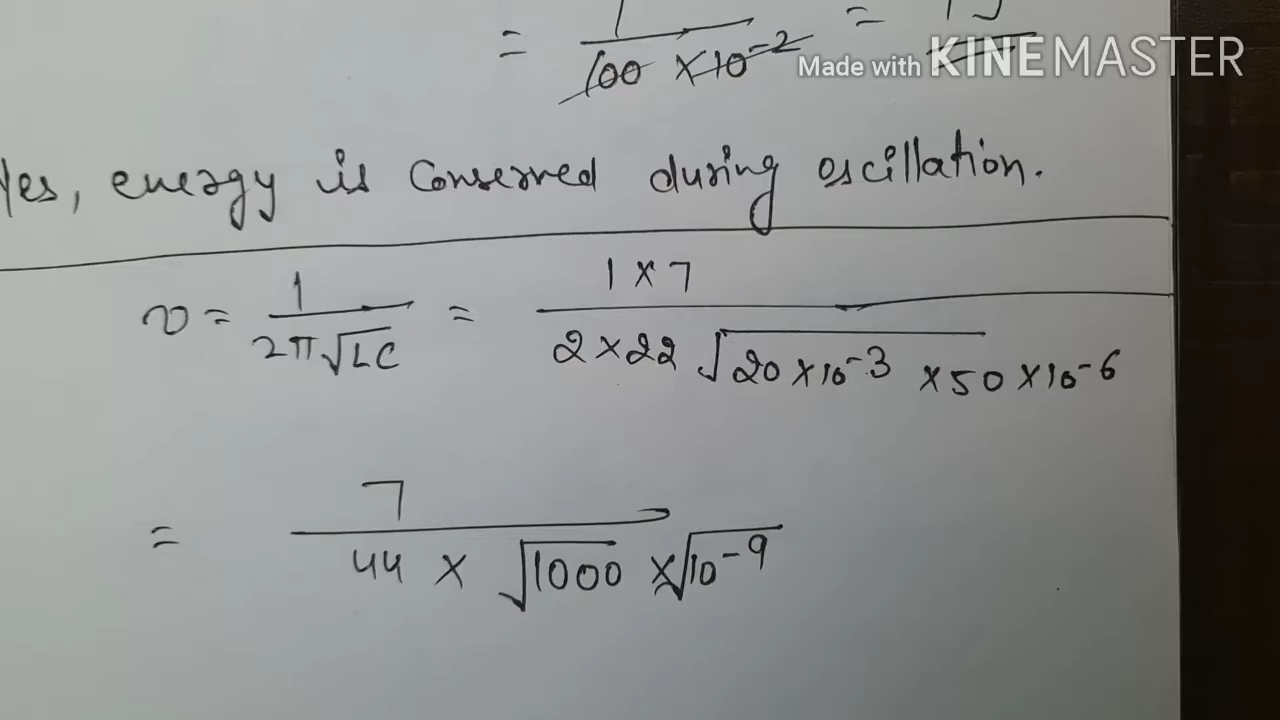 = 1 / 100 × 10⁻² =
Made with KINEMASTER
Yes, energy is Conserved during oscillation.
υ = 1 / 2π√LC = 1 × 7 / 2 × 22 √20 × 10⁻³ × 50 × 10⁻⁶
= 7 / 44 × √1000 × √10⁻⁹